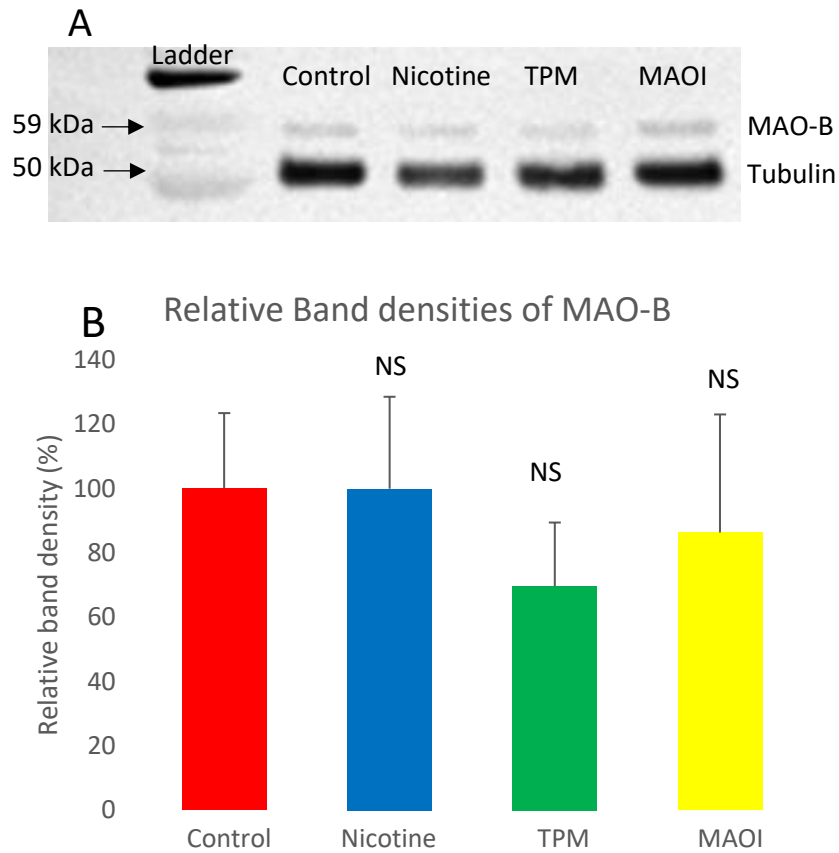 A
Ladder
Control Nicotine TPM MAOI
59 kDa MAO-B
50 kDa Tubulin
B Relative Band densities of MAO-B
140
120
100
80
60
40
20
0
Relative band density (%)
NS
NS
NS
Control Nicotine TPM MAOI